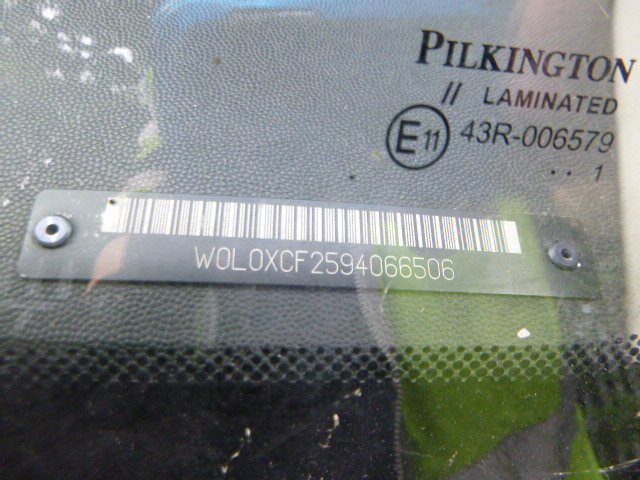 PILKINGTON
// LAMINATED
E11 43R-006579
.. 1
W0L0XCF2594066506